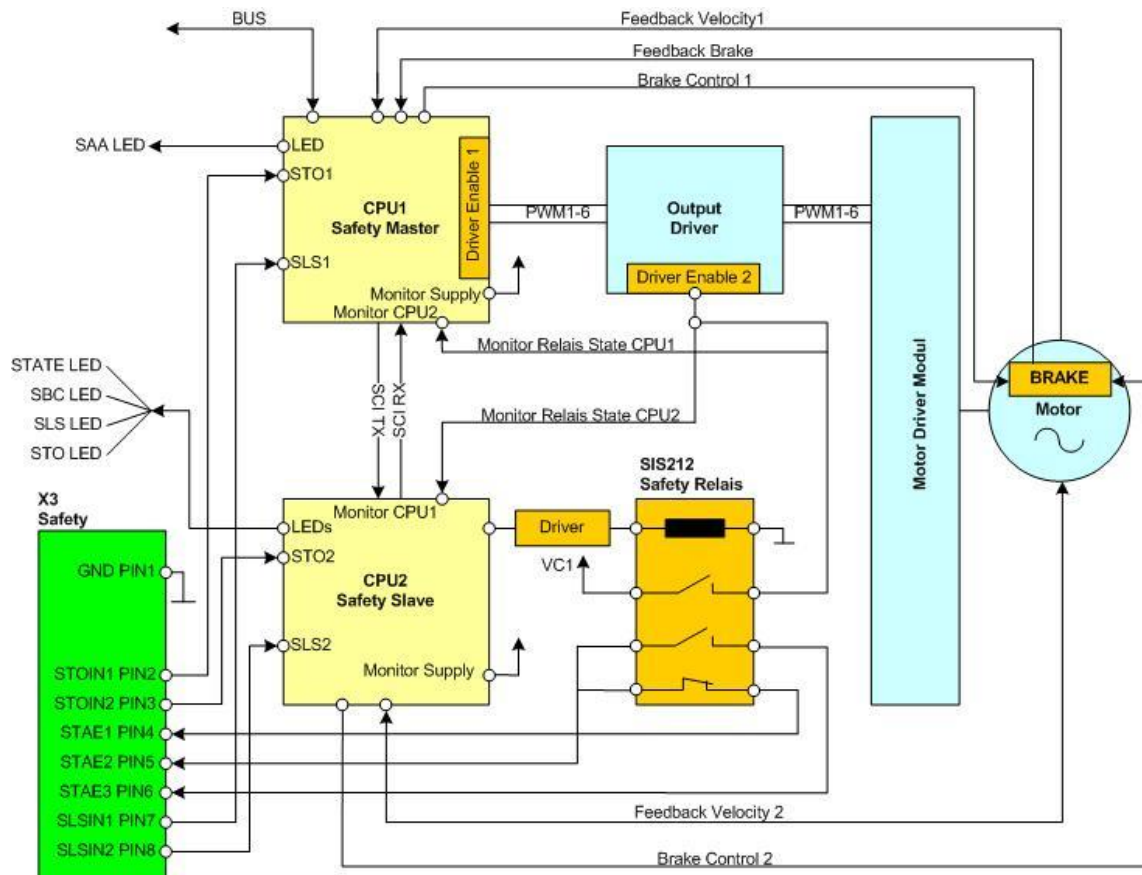 BUS
Feedback Velocity1
Feedback Brake
Brake Control 1
SAA LED
LED
STO1
CPU1
Safety Master
Driver Enable 1
SLS1
Monitor Supply
Monitor CPU2
PWM1-6
Output
Driver
Driver Enable 2
PWM1-6
Motor Driver Modul
BRAKE
Motor
Monitor Relais State CPU1
SCI TX
SCI RX
Monitor Relais State CPU2
STATE LED
SBC LED
SLS LED
STO LED
X3
Safety
GND PIN1
STOIN1 PIN2
STOIN2 PIN3
STAE1 PIN4
STAE2 PIN5
STAE3 PIN6
SLSIN1 PIN7
SLSIN2 PIN8
Monitor CPU1
LEDs
STO2
CPU2
Safety Slave
SLS2
Monitor Supply
Driver
VC1
SIS212
Safety Relais
Feedback Velocity 2
Brake Control 2